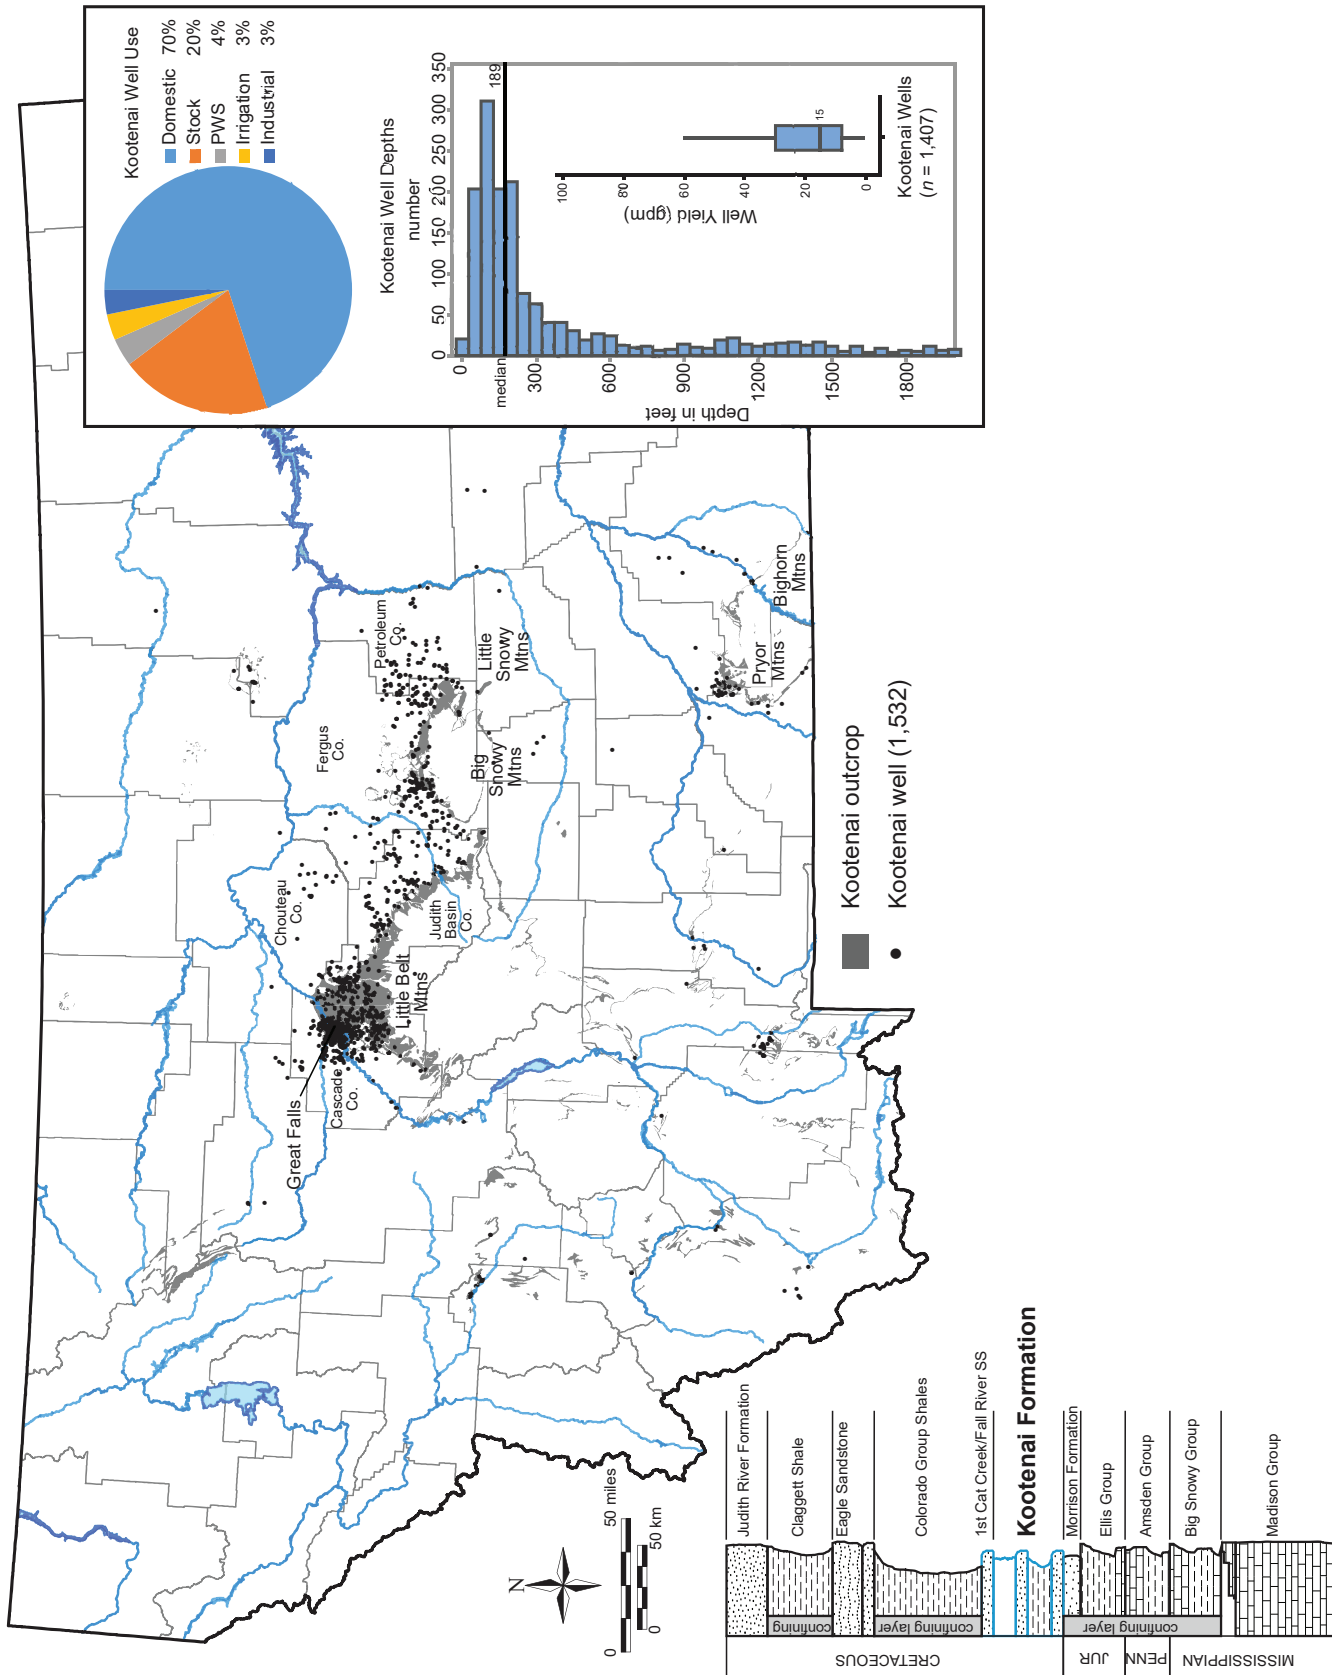 Kootenai Well Use
Domestic 70%
Stock 20%
PWS 4%
Irrigation 3%
Industrial 3%
Kootenai Well Depths
number
0 50 100 150 200 250 300 350
189
median
0
300
600
900
1200
1500
1800
Depth in feet
100
80
60
40
20
0
Well Yield (gpm)
15
Kootenai Wells
(n = 1,407)
Great Falls
Cascade
Co.
Chouteau
Co.
Fergus
Co.
Petroleum
Co.
Judith
Basin
Co.
Little Belt
Mtns
Big
Snowy
Mtns
Little
Snowy
Mtns
Pryor
Mtns
Bighorn
Mtns
Kootenai outcrop
Kootenai well (1,532)
N
0 50 miles
0 50 km
Judith River Formation
Claggett Shale
Eagle Sandstone
Colorado Group Shales
1st Cat Creek/Fall River SS
Kootenai Formation
Morrison Formation
Ellis Group
Amsden Group
Big Snowy Group
Madison Group
confining
confining layer
confining layer
CRETACEOUS
JUR
PENN
MISSISSIPPIAN